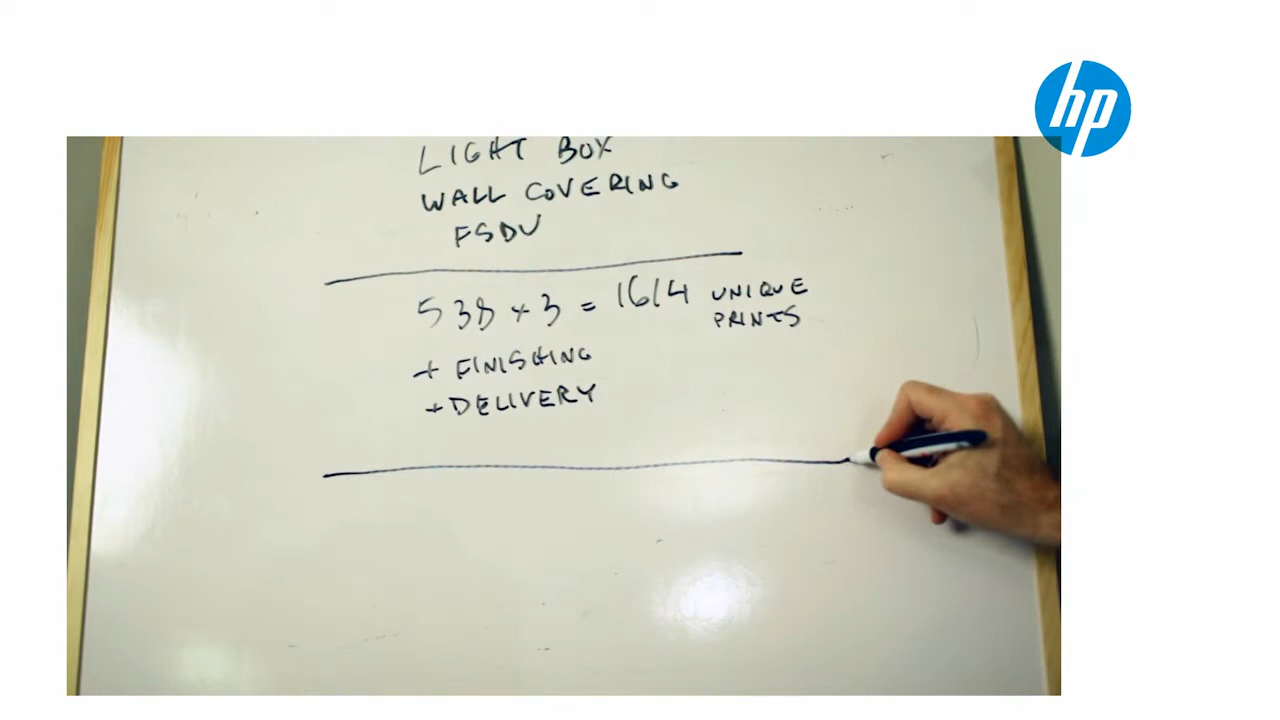 hp
LIGHT BOX
WALL COVERING
FSDU
538 x 3 = 1614 UNIQUE
PRINTS
+ FINISHING
+ DELIVERY